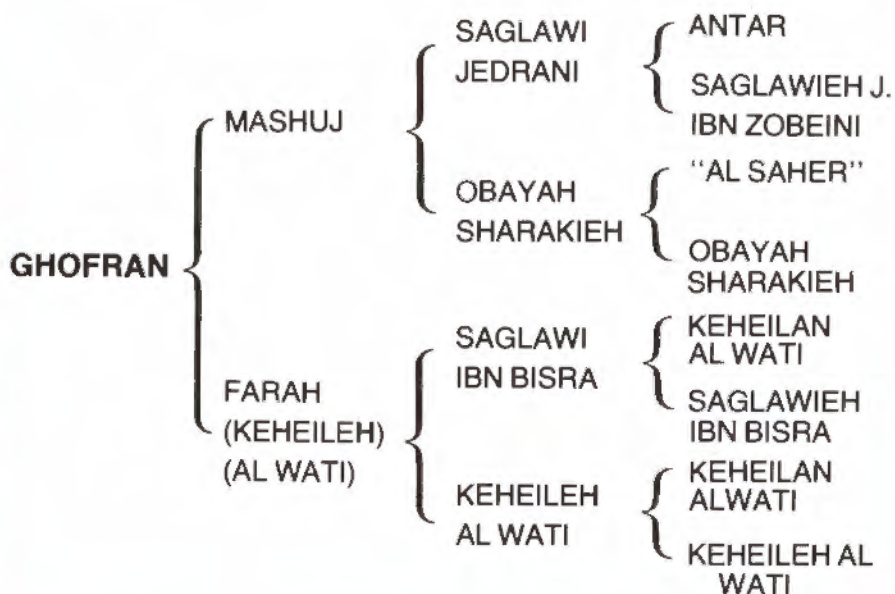 GHOFRAN
MASHUJ
SAGLAWI
JEDRANI
ANTAR
SAGLAWIEH J.
IBN ZOBEINI
OBAYAH
SHARAKIEH
"AL SAHER"
OBAYAH
SHARAKIEH
FARAH
(KEHEILEH)
(AL WATI)
SAGLAWI
IBN BISRA
KEHEILAN
AL WATI
SAGLAWIEH
IBN BISRA
KEHEILEH
AL WATI
KEHEILAN
ALWATI
KEHEILEH AL
WATI